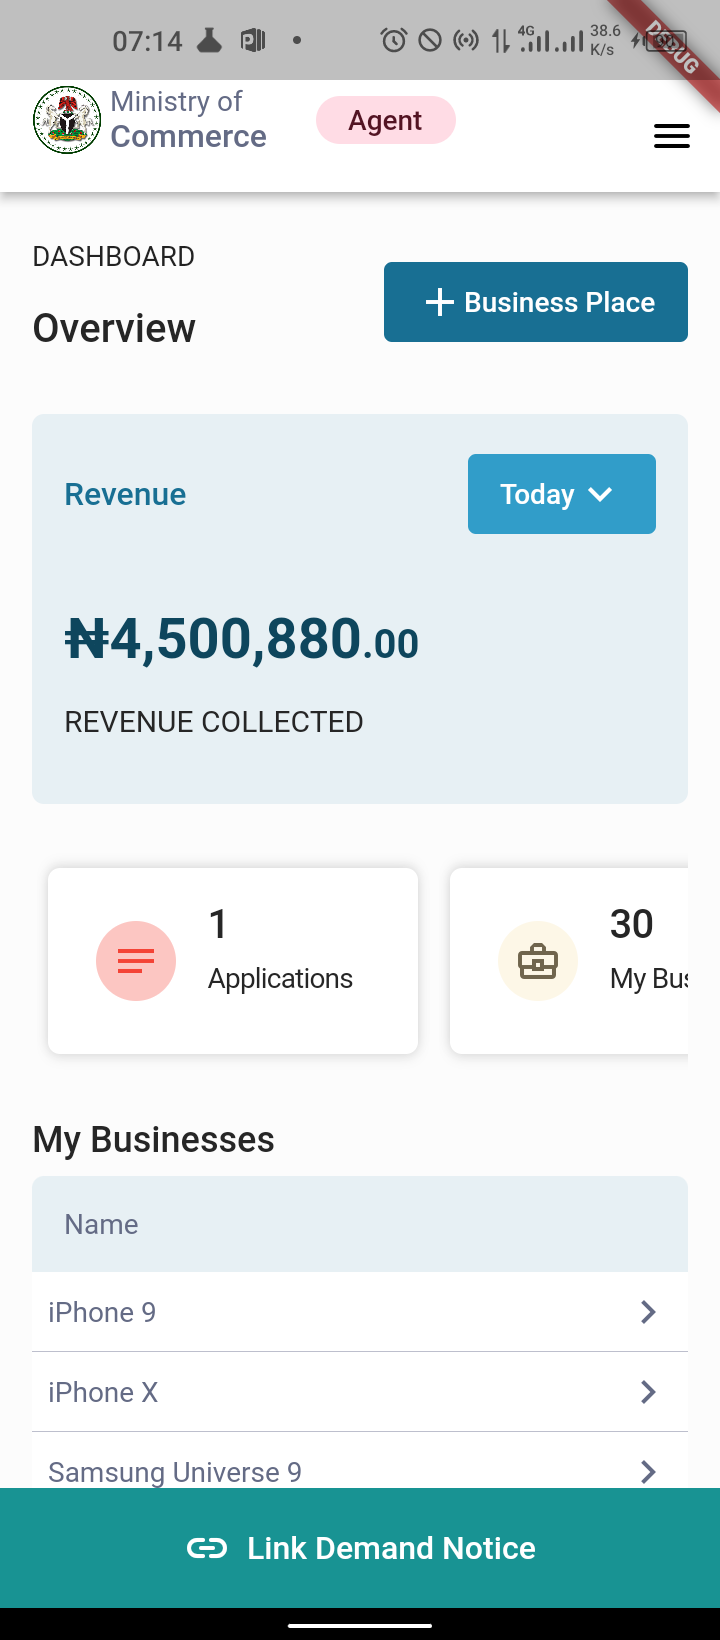 07:14
4G
38.6
K/s
DEBUG
Ministry of
Commerce
Agent
DASHBOARD
Overview
Business Place
Revenue
Today
₦4,500,880.00
REVENUE COLLECTED
1
Applications
30
My Bus
My Businesses
Name
iPhone 9
iPhone X
Samsung Universe 9
Link Demand Notice